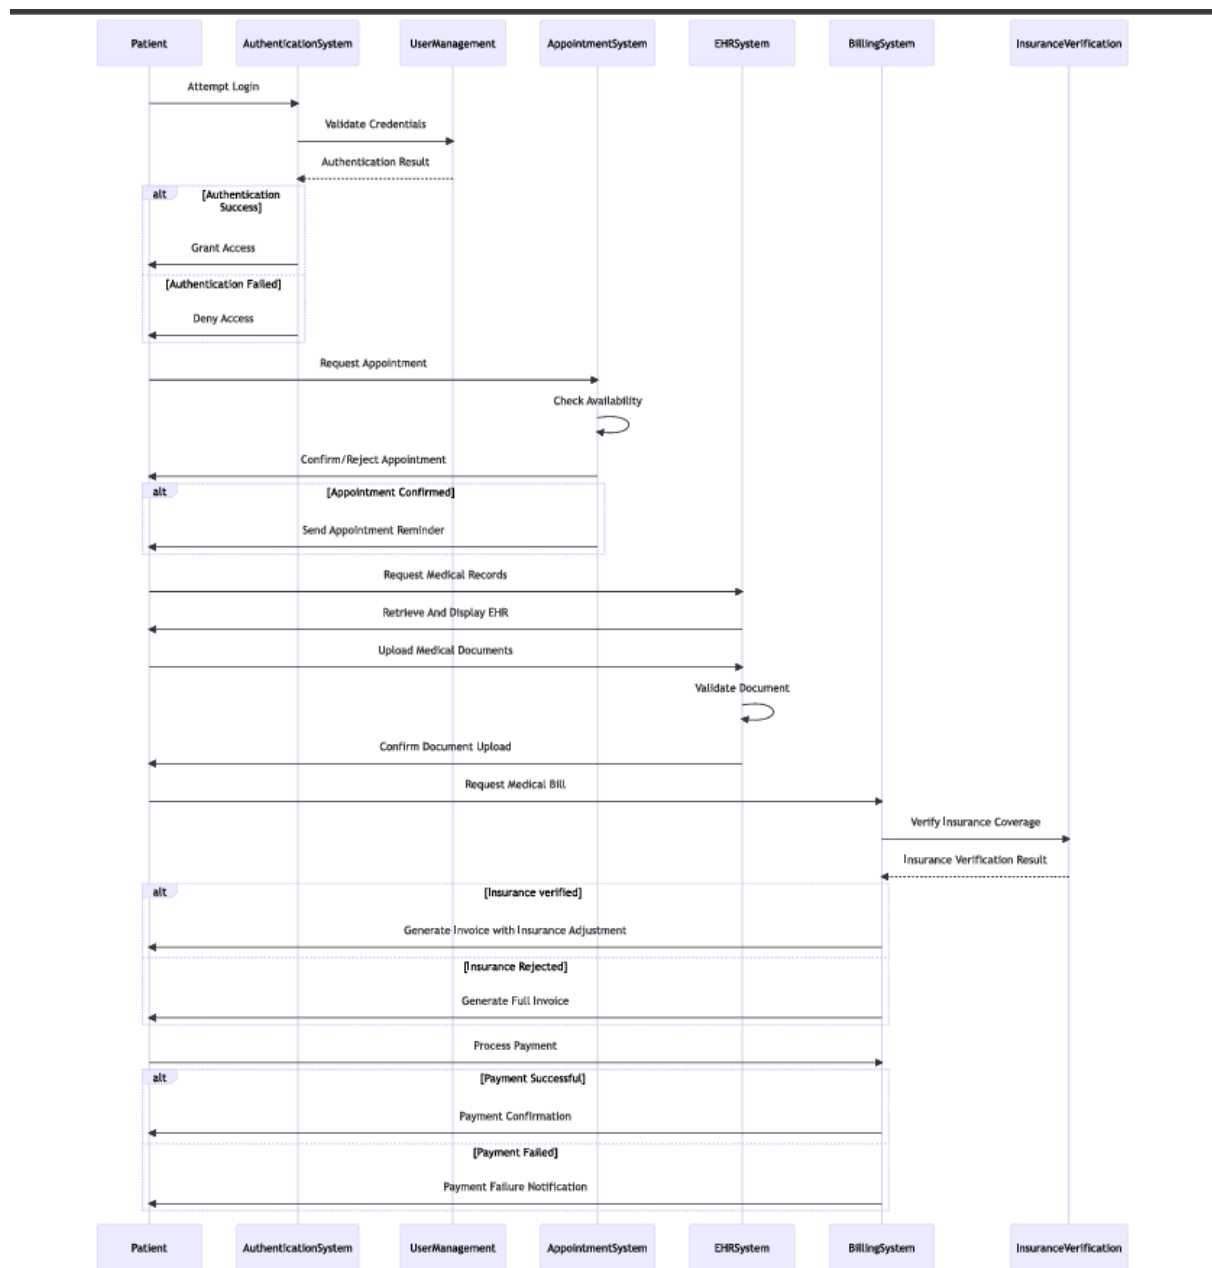 Patient AuthenticationSystem UserManagement AppointmentSystem EHRSystem BillingSystem InsuranceVerification
Attempt Login
Validate Credentials
Authentication Result
alt [Authentication
Success]
Grant Access
[Authentication Failed]
Deny Access
Request Appointment
Check Availability
Confirm/Reject Appointment
alt [Appointment Confirmed]
Send Appointment Reminder
Request Medical Records
Retrieve And Display EHR
Upload Medical Documents
Validate Document
Confirm Document Upload
Request Medical Bill
Verify Insurance Coverage
Insurance Verification Result
alt [Insurance verified]
Generate Invoice with Insurance Adjustment
[Insurance Rejected]
Generate Full Invoice
Process Payment
alt [Payment Successful]
Payment Confirmation
[Payment Failed]
Payment Failure Notification
Patient AuthenticationSystem UserManagement AppointmentSystem EHRSystem BillingSystem InsuranceVerification